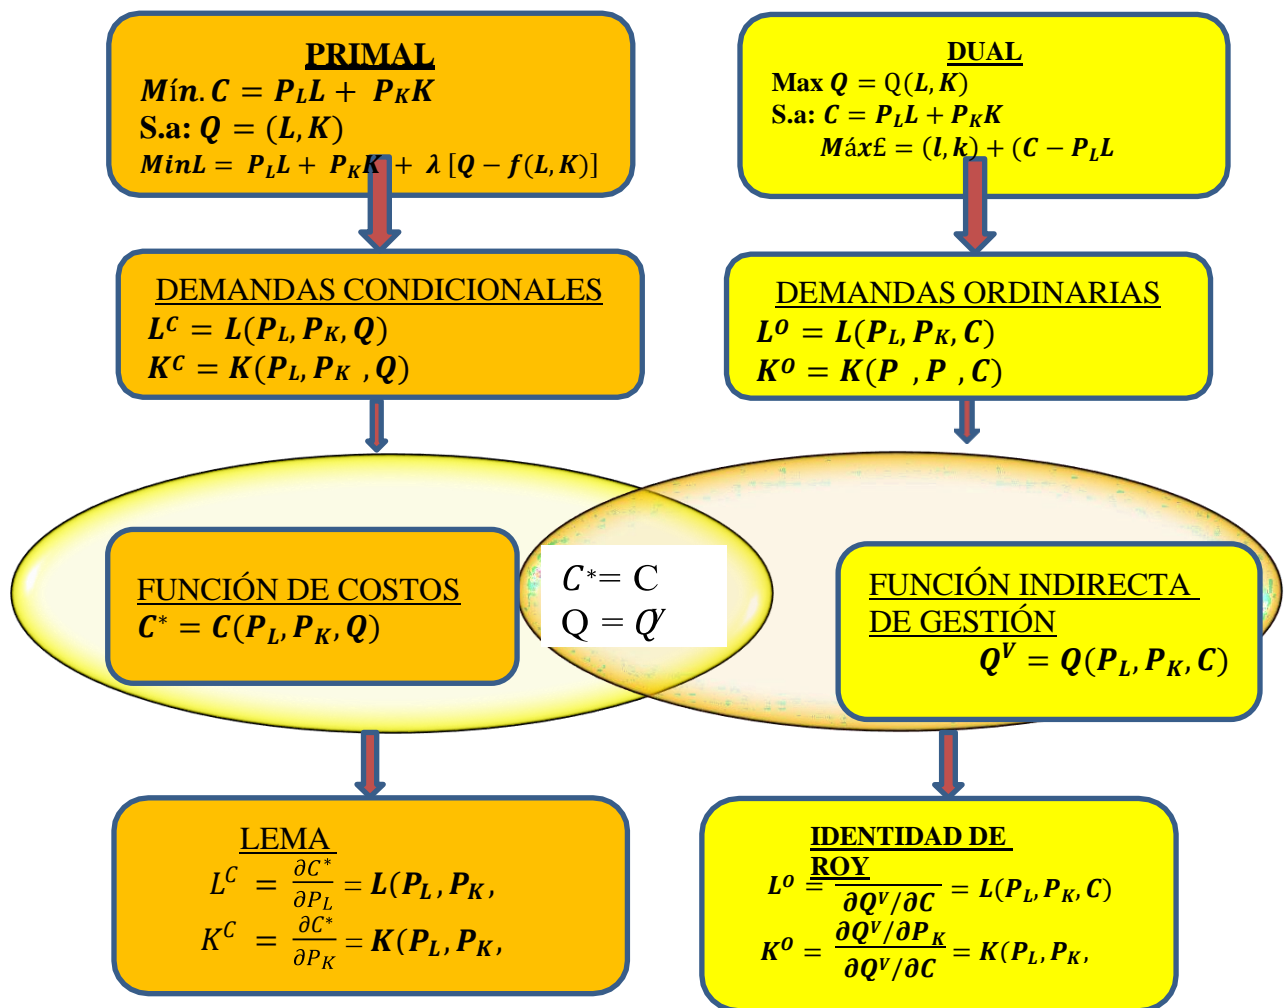 PRIMAL
Mín. C = P_L L + P_K K
S.a: Q = (L, K)
MinL = P_L L + P_K K + λ [Q − f(L, K)]
DUAL
Max Q = Q(L, K)
S.a: C = P_L L + P_K K
Máx£ = (l, k) + (C − P_L L
DEMANDAS CONDICIONALES
L^C = L(P_L, P_K, Q)
K^C = K(P_L, P_K , Q)
DEMANDAS ORDINARIAS
L^O = L(P_L, P_K, C)
K^O = K(P , P , C)
FUNCIÓN DE COSTOS
C* = C(P_L, P_K, Q)
C*= C
Q = Q^V
FUNCIÓN INDIRECTA
DE GESTIÓN
Q^V = Q(P_L, P_K, C)
LEMA
L^C = ∂C*/∂P_L = L(P_L, P_K,
K^C = ∂C*/∂P_K = K(P_L, P_K,
IDENTIDAD DE
ROY
L^O = /(∂Q^V/∂C) = L(P_L, P_K, C)
K^O = (∂Q^V/∂P_K)/(∂Q^V/∂C) = K(P_L, P_K,